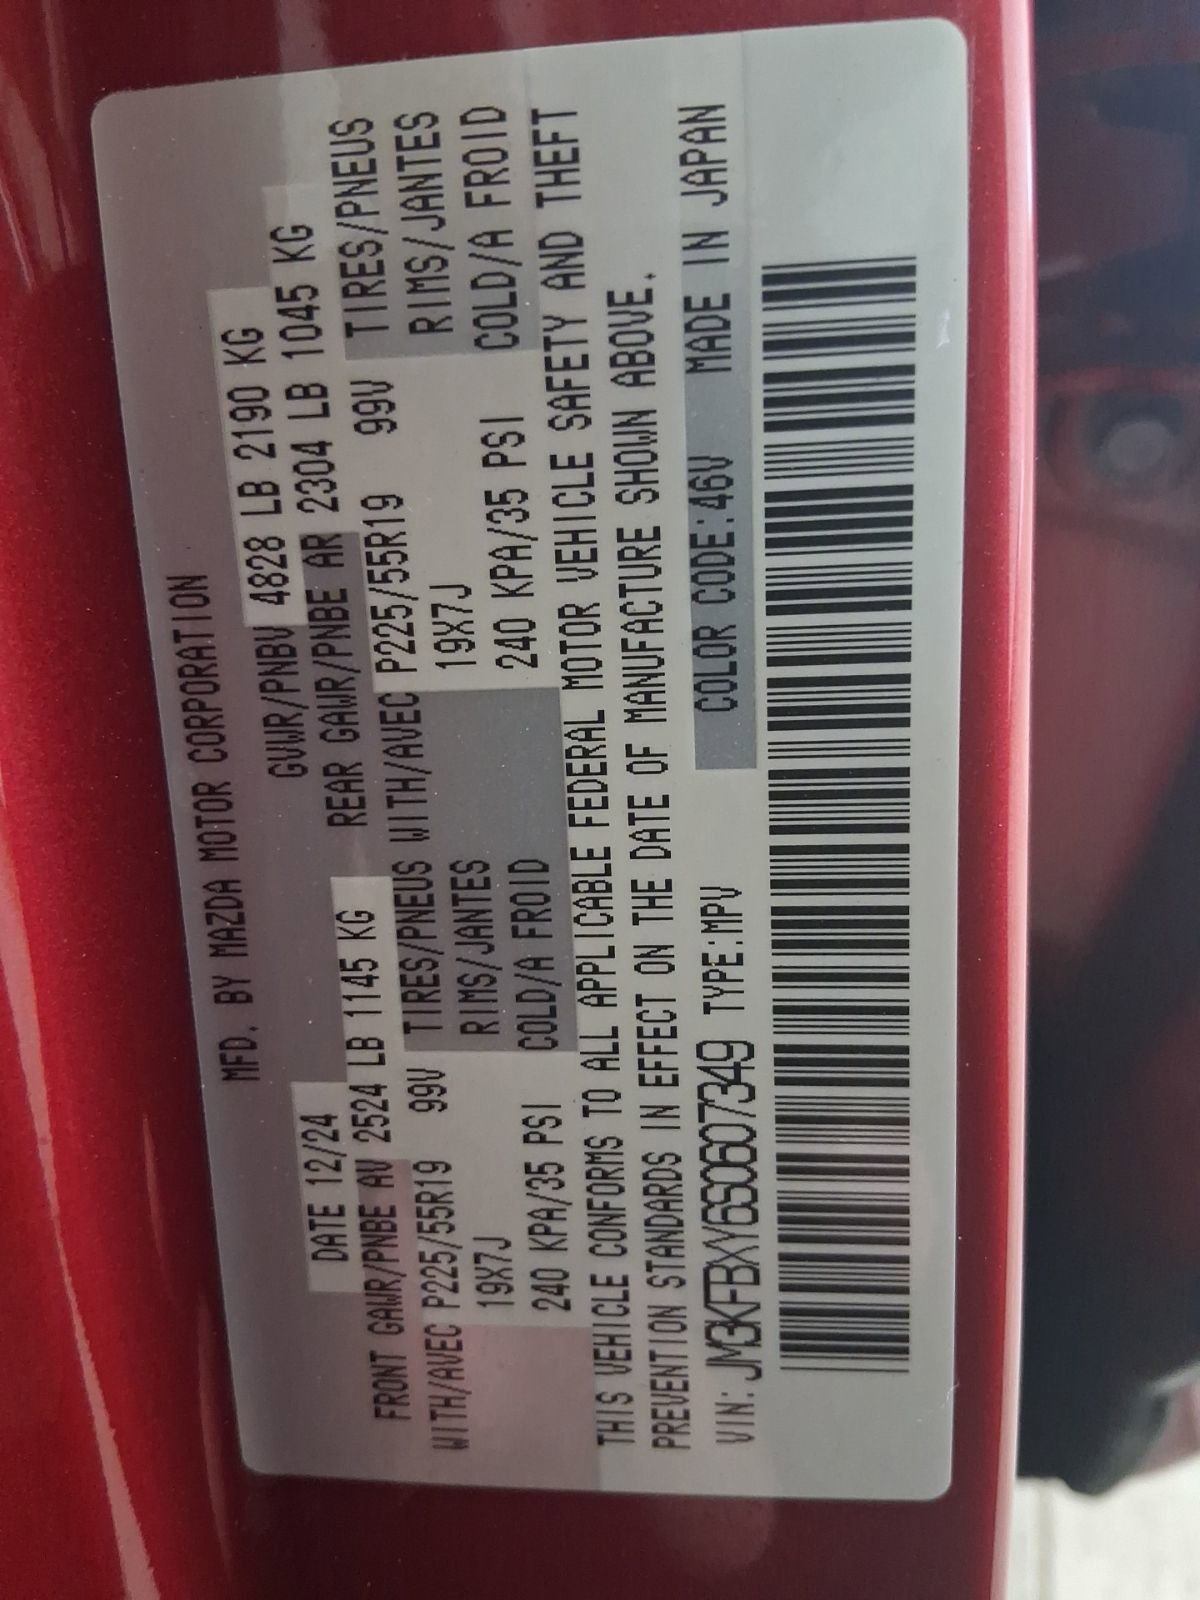 MFD. BY MAZDA MOTOR CORPORATION
DATE 12/24 GVWR/PNBV 4828 LB 2190 KG
FRONT GAWR/PNBE AV 2524 LB 1145 KG REAR GAWR/PNBE AR 2304 LB 1045 KG
WITH/AVEC P225/55R19 99V TIRES/PNEUS WITH/AVEC P225/55R19 99V TIRES/PNEUS
19X7J RIMS/JANTES 19X7J RIMS/JANTES
240 KPA/35 PSI COLD/A FROID 240 KPA/35 PSI COLD/A FROID
THIS VEHICLE CONFORMS TO ALL APPLICABLE FEDERAL MOTOR VEHICLE SAFETY AND THEFT
PREVENTION STANDARDS IN EFFECT ON THE DATE OF MANUFACTURE SHOWN ABOVE.
VIN: JM3KFBXY6S0607349 TYPE:MPV COLOR CODE:46V MADE IN JAPAN